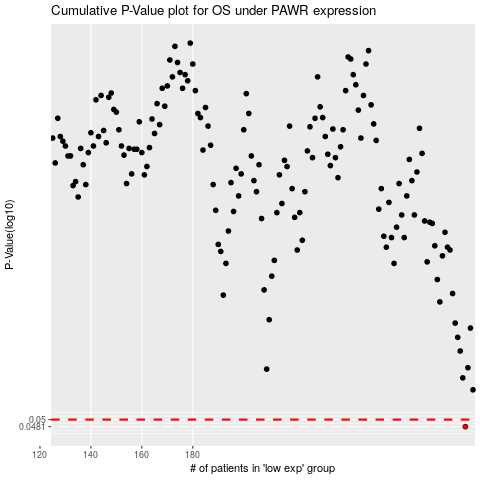 Cumulative P-Value plot for OS under PAWR expression
P-Value(log10)
0.05
0.0481
120 140 160 180
# of patients in 'low exp' group